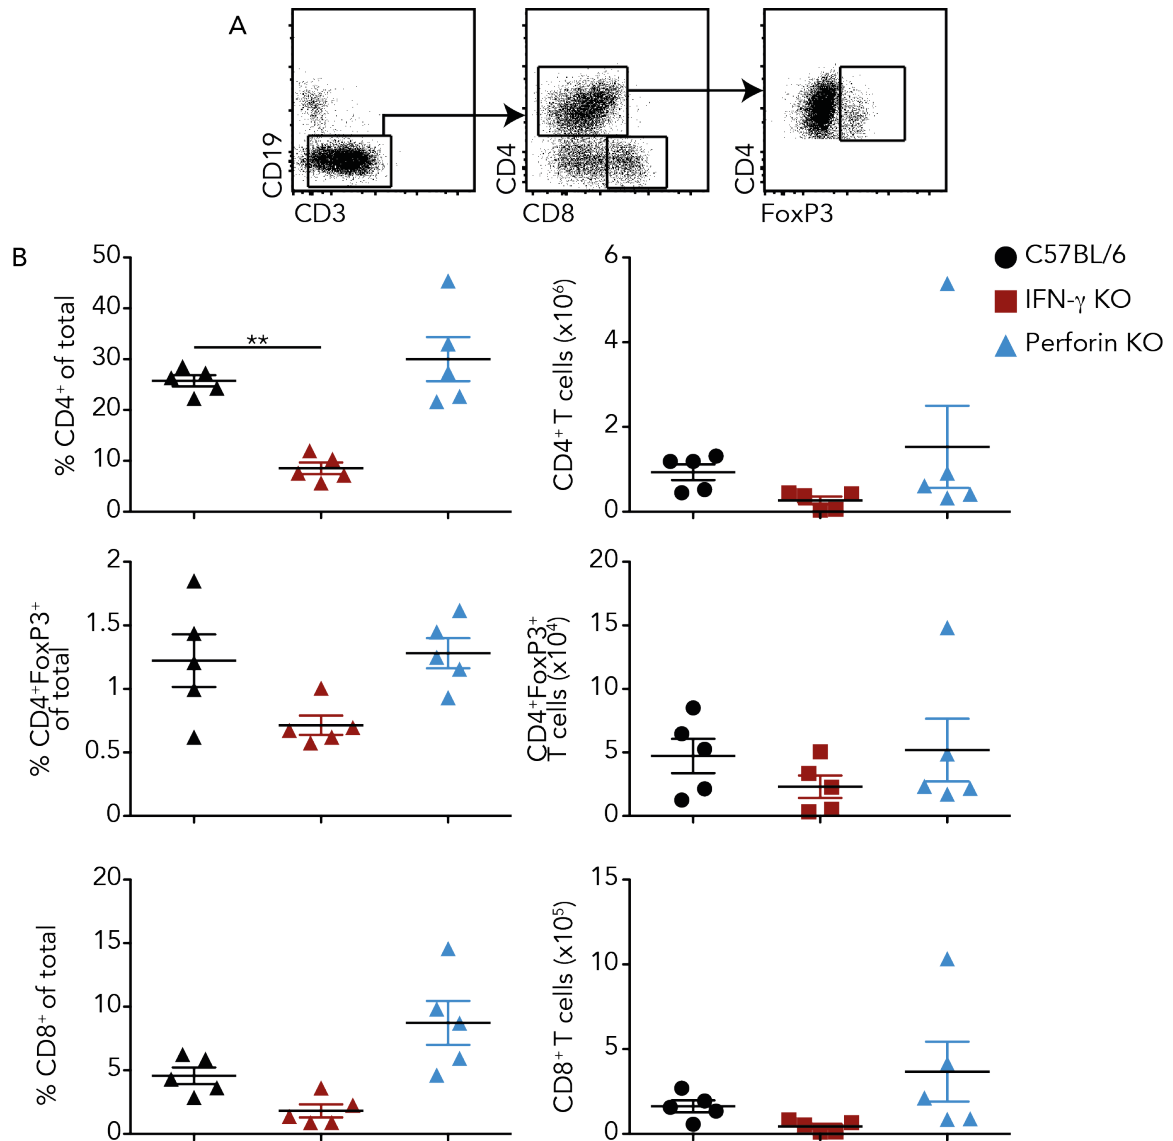 A
CD19
CD3
CD4
CD8
CD4
FoxP3
B
C57BL/6
IFN-γ KO
Perforin KO
% CD4⁺ of total
50
40
30
20
10
0
**
CD4⁺ T cells (x10⁶)
6
4
2
0
% CD4⁺FoxP3⁺
of total
2
1.5
1
0.5
0
CD4⁺FoxP3⁺
T cells (x10⁴)
20
15
10
5
0
% CD8⁺ of total
20
15
10
5
0
CD8⁺ T cells (x10⁵)
15
10
5
0